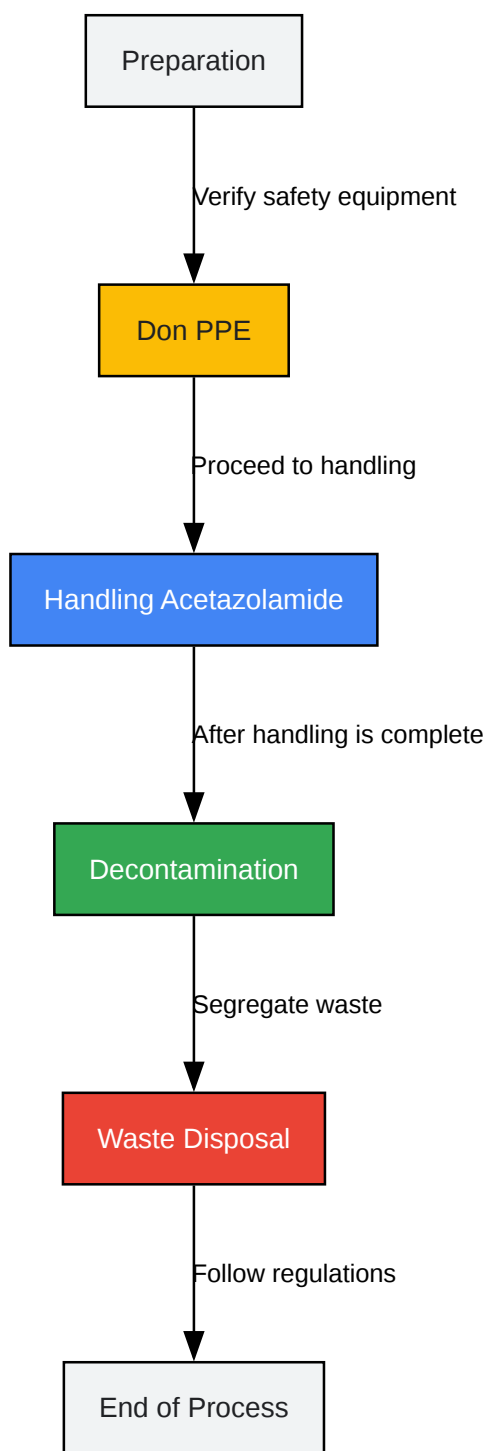 Preparation
Verify safety equipment
Don PPE
Proceed to handling
Handling Acetazolamide
After handling is complete
Decontamination
Segregate waste
Waste Disposal
Follow regulations
End of Process